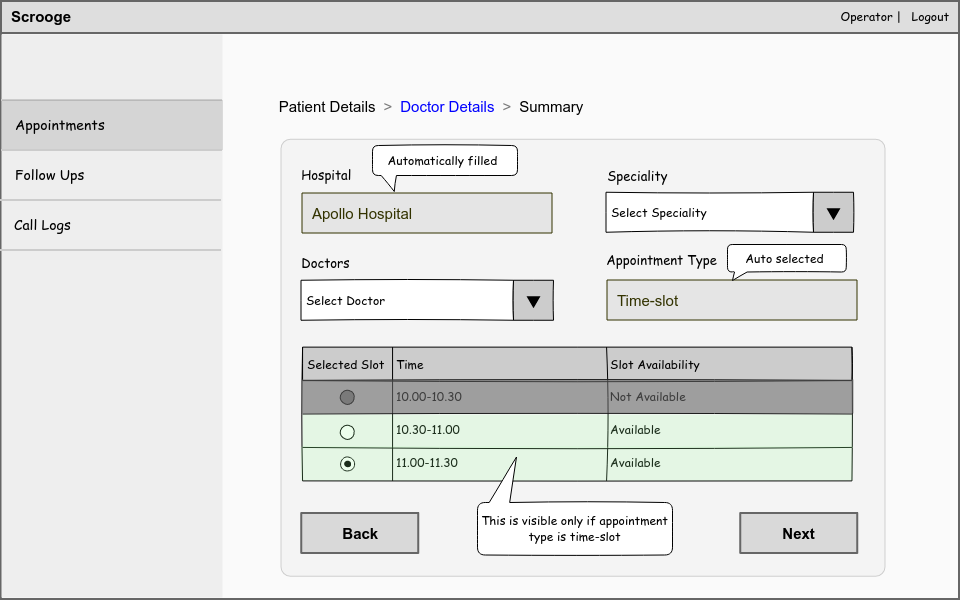 Scrooge
Operator | Logout
Patient Details > Doctor Details > Summary
Appointments
Follow Ups
Call Logs
Automatically filled
Hospital
Speciality
Apollo Hospital
Select Speciality
Doctors
Appointment Type
Auto selected
Select Doctor
Time-slot
Selected Slot Time Slot Availability
10.00-10.30 Not Available
10.30-11.00 Available
11.00-11.30 Available
This is visible only if appointment
type is time-slot
Back
Next